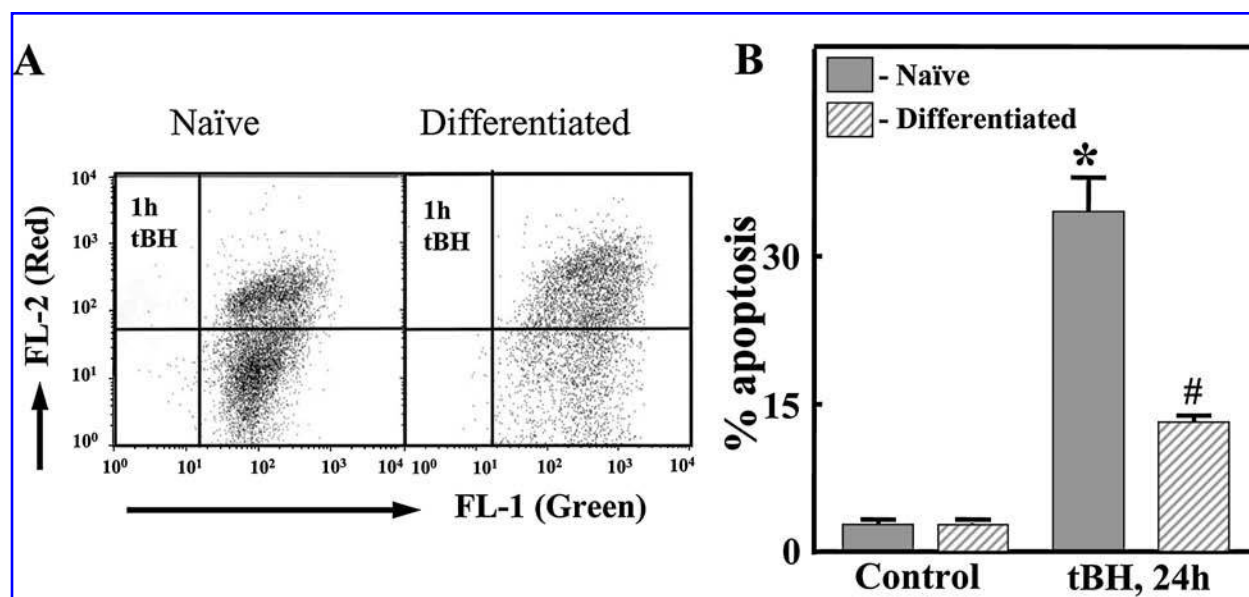 A
Naïve Differentiated
10⁴
10³
10²
10¹
10⁰
FL-2 (Red)
1h
tBH
1h
tBH
10⁰ 10¹ 10² 10³ 10⁴ 10⁰ 10¹ 10² 10³ 10⁴
FL-1 (Green)
B
- Naïve
- Differentiated
% apoptosis
30
15
0
*
#
Control tBH, 24h